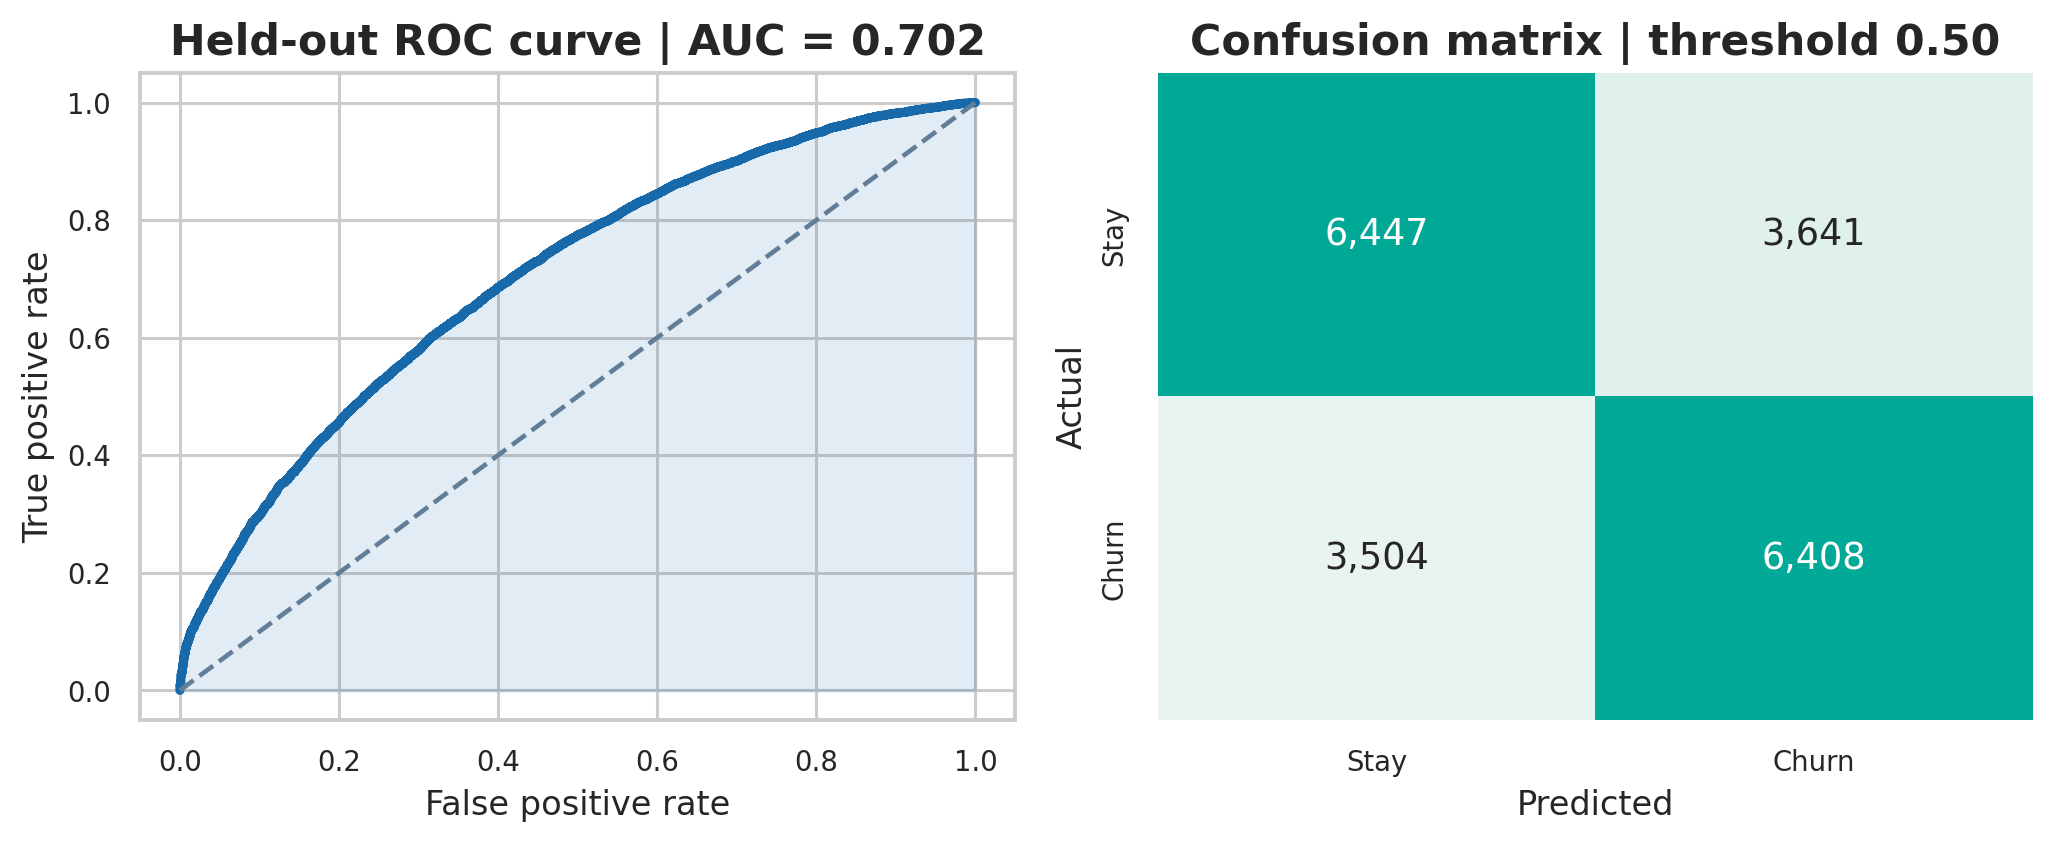 Held-out ROC curve | AUC = 0.702
True positive rate
1.0
0.8
0.6
0.4
0.2
0.0
0.0 0.2 0.4 0.6 0.8 1.0
False positive rate
Confusion matrix | threshold 0.50
Actual
Stay
6,447 3,641
Churn
3,504 6,408
Stay Churn
Predicted